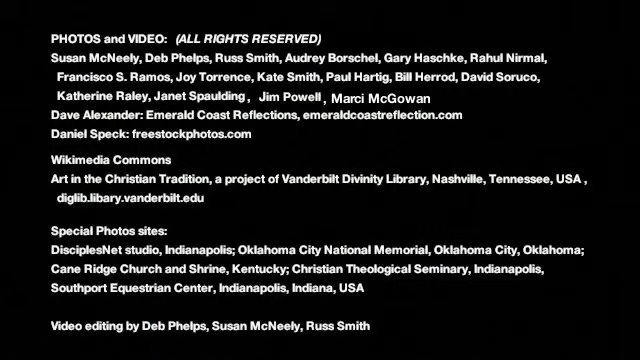 PHOTOS and VIDEO: (ALL RIGHTS RESERVED)
Susan McNeely, Deb Phelps, Russ Smith, Audrey Borschel, Gary Haschke, Rahul Nirmal,
Francisco S. Ramos, Joy Torrence, Kate Smith, Paul Hartig, Bill Herrod, David Soruco,
Katherine Raley, Janet Spaulding, Jim Powell, Marci McGowan
Dave Alexander: Emerald Coast Reflections, emeraldcoastreflection.com
Daniel Speck: freestockphotos.com
Wikimedia Commons
Art in the Christian Tradition, a project of Vanderbilt Divinity Library, Nashville, Tennessee, USA ,
diglib.libary.vanderbilt.edu
Special Photos sites:
DisciplesNet studio, Indianapolis; Oklahoma City National Memorial, Oklahoma City, Oklahoma;
Cane Ridge Church and Shrine, Kentucky; Christian Theological Seminary, Indianapolis,
Southport Equestrian Center, Indianapolis, Indiana, USA
Video editing by Deb Phelps, Susan McNeely, Russ Smith